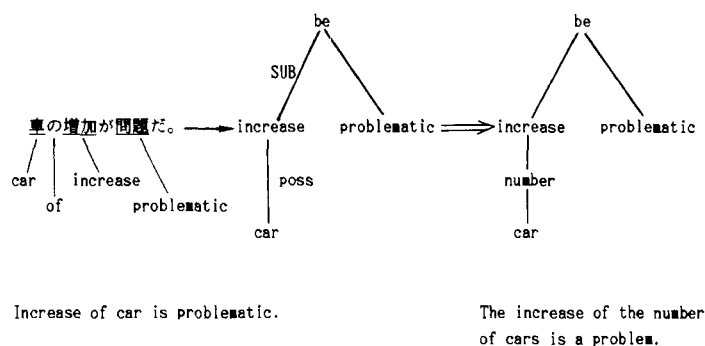 be
be
SUB
車の増加が問題だ。
increase
problematic
increase
problematic
car
increase
of
problematic
poss
number
car
car
Increase of car is problematic.
The increase of the number
of cars is a problem.